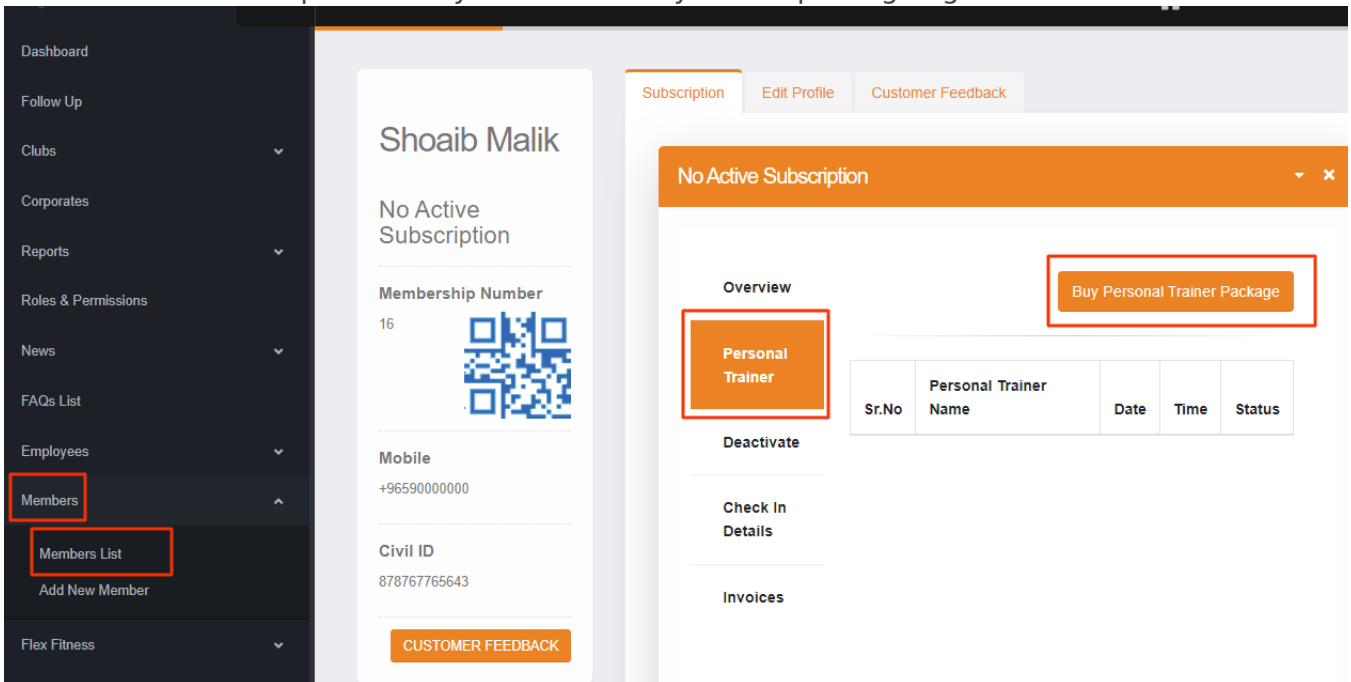 Dashboard
Follow Up
Clubs
Corporates
Reports
Roles & Permissions
News
FAQs List
Employees
Members
Members List
Add New Member
Flex Fitness
Shoaib Malik
No Active
Subscription
Membership Number
16
Mobile
+96590000000
Civil ID
878767765643
CUSTOMER FEEDBACK
Subscription Edit Profile Customer Feedback
No Active Subscription
Overview
Personal
Trainer
Deactivate
Check In
Details
Invoices
Buy Personal Trainer Package
Sr.No Personal Trainer
Name Date Time Status